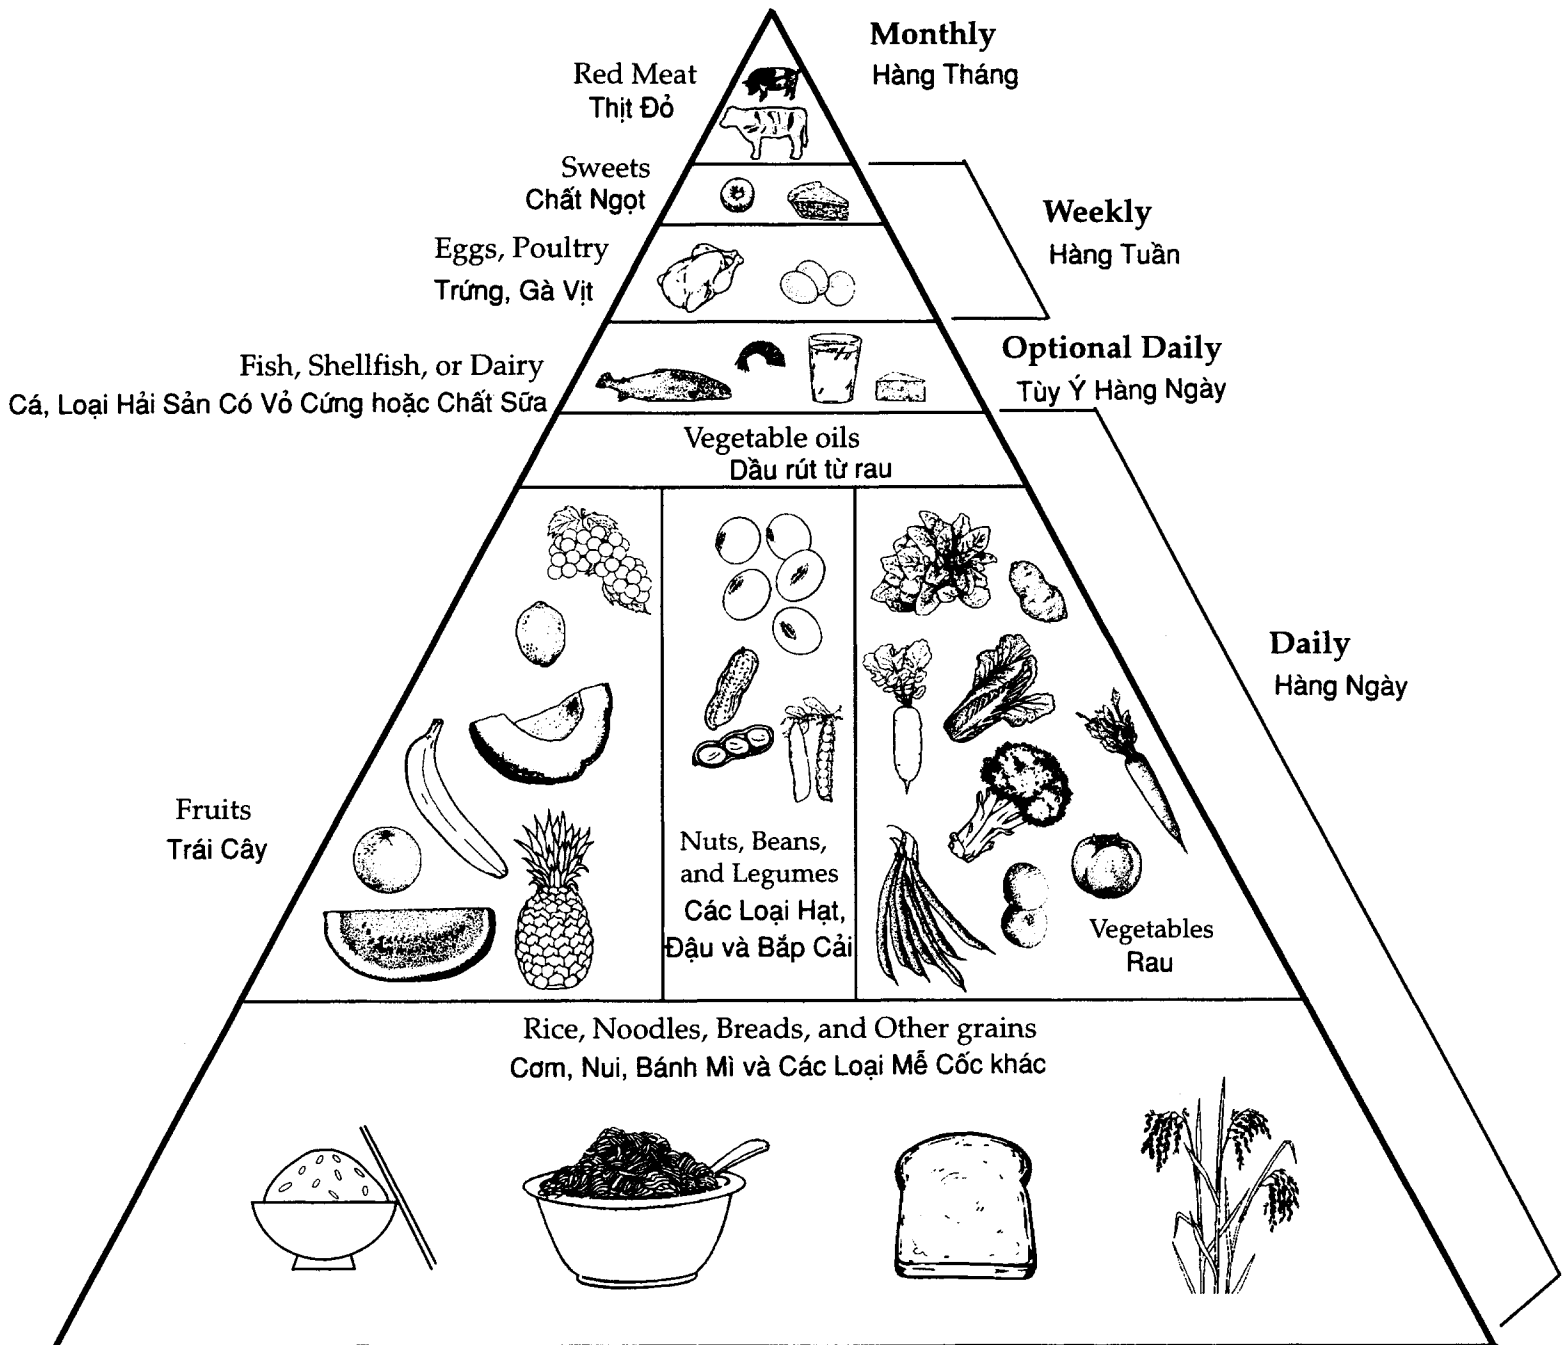 Monthly
Hàng Tháng
Red Meat
Thịt Đỏ
Sweets
Chất Ngọt
Weekly
Hàng Tuần
Eggs, Poultry
Trứng, Gà Vịt
Optional Daily
Tùy Ý Hàng Ngày
Fish, Shellfish, or Dairy
Cá, Loại Hải Sản Có Vỏ Cứng hoặc Chất Sữa
Vegetable oils
Dầu rút từ rau
Daily
Hàng Ngày
Fruits
Trái Cây
Nuts, Beans,
and Legumes
Các Loại Hạt,
Đậu và Bắp Cải
Vegetables
Rau
Rice, Noodles, Breads, and Other grains
Cơm, Nui, Bánh Mì và Các Loại Mễ Cốc khác